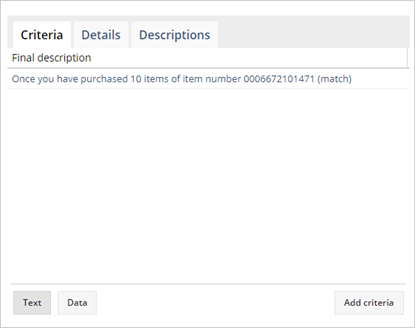 Criteria Details Descriptions
Final description
Once you have purchased 10 items of item number 0006672101471 (match)
Text Data Add criteria